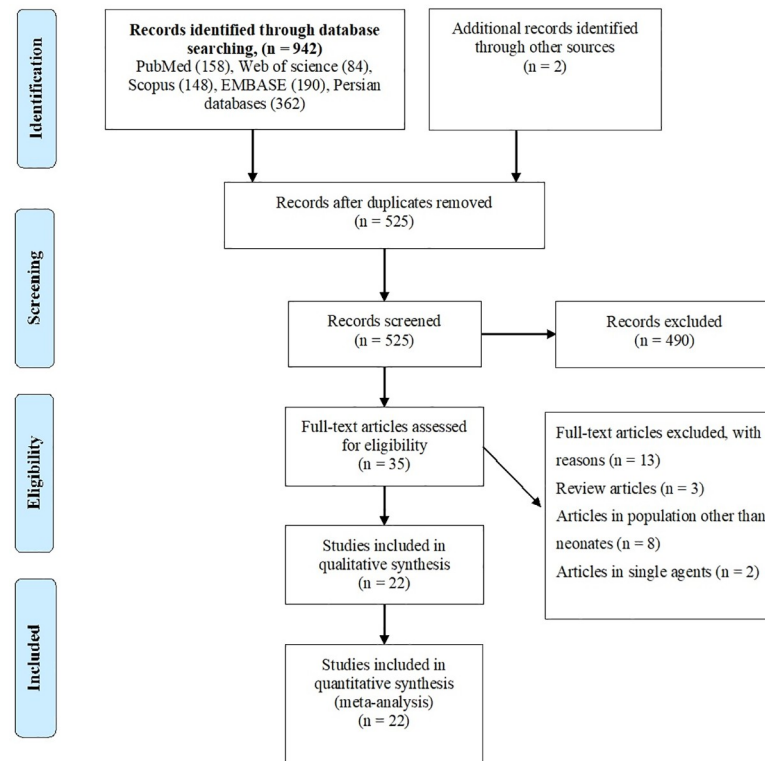 Identification
Records identified through database
searching, (n = 942)
PubMed (158), Web of science (84),
Scopus (148), EMBASE (190), Persian
databases (362)
Additional records identified
through other sources
(n = 2)
Records after duplicates removed
(n = 525)
Screening
Records screened
(n = 525)
Records excluded
(n = 490)
Eligibility
Full-text articles assessed
for eligibility
(n = 35)
Full-text articles excluded, with
reasons (n = 13)
Review articles (n = 3)
Articles in population other than
neonates (n = 8)
Articles in single agents (n = 2)
Studies included in
qualitative synthesis
(n = 22)
Included
Studies included in
quantitative synthesis
(meta-analysis)
(n = 22)